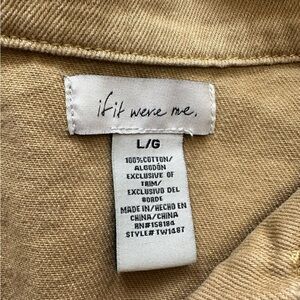 if it were me.
L/G
100%COTTON/
ALGODÓN
EXCLUSIVE OF
TRIM/
EXCLUSIVO DEL
BORDE
MADE IN/HECHO EN
CHINA/CHINA
RN#158184
STYLE# TW148T